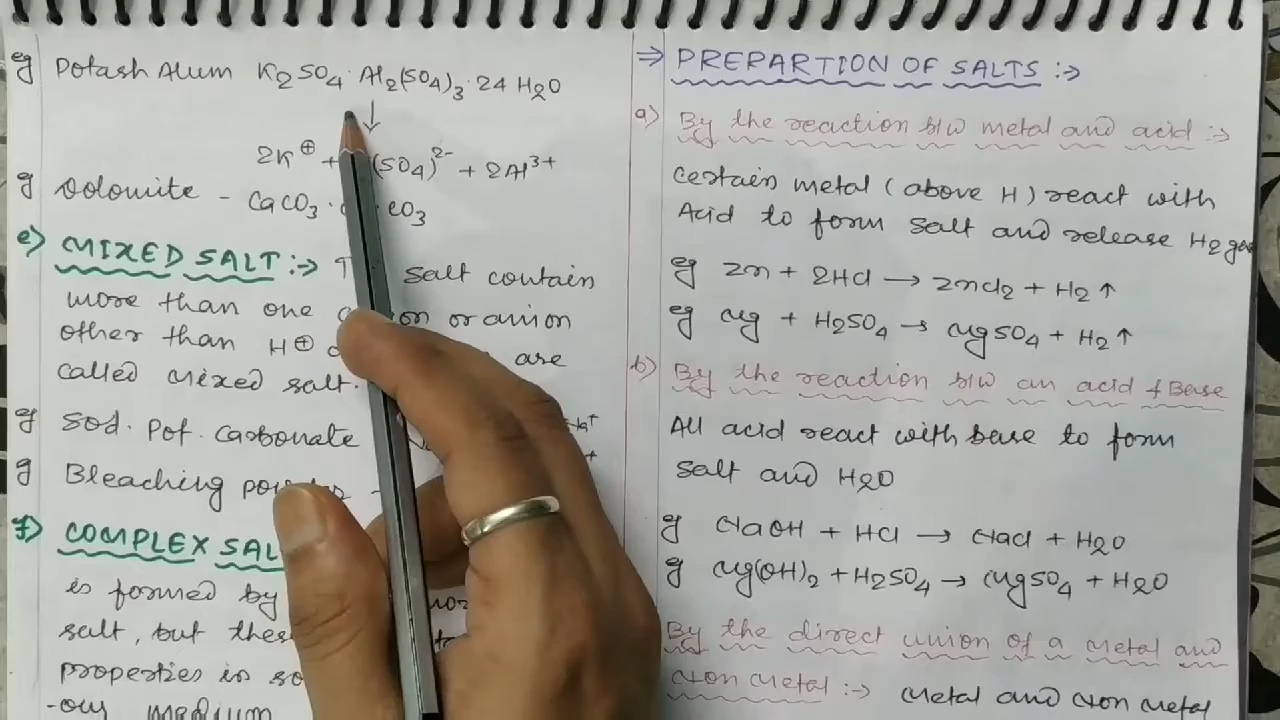 eg Potash Alum K₂SO₄·Al₂(SO₄)₃·24H₂O
↓
2K⊕ + (SO₄)²⁻ + 2Al³⁺
eg Dolomite - CaCO₃· CO₃
e) MIXED SALT :-> salt contain
more than one or anion
other than H⊕ are
called Mixed salt.
eg Sod. Pot. Carbonate
eg Bleaching
f) COMPLEX
is formed by
salt, but
properties in
-ous medium
⇒ PREPARTION OF SALTS :->
a) By the reaction b/w metal and acid :->
Certain metal (above H) react with
Acid to form salt and release H₂ gas
eg Zn + 2HCl → ZnCl₂ + H₂↑
eg Mg + H₂SO₄ → MgSO₄ + H₂↑
b) By the reaction b/w an acid & Base
All acid react with base to form
salt and H₂O
eg NaOH + HCl → NaCl + H₂O
eg Mg(OH)₂ + H₂SO₄ → MgSO₄ + H₂O
By the direct union of a Metal and
Non Metal :-> Metal and Non Metal